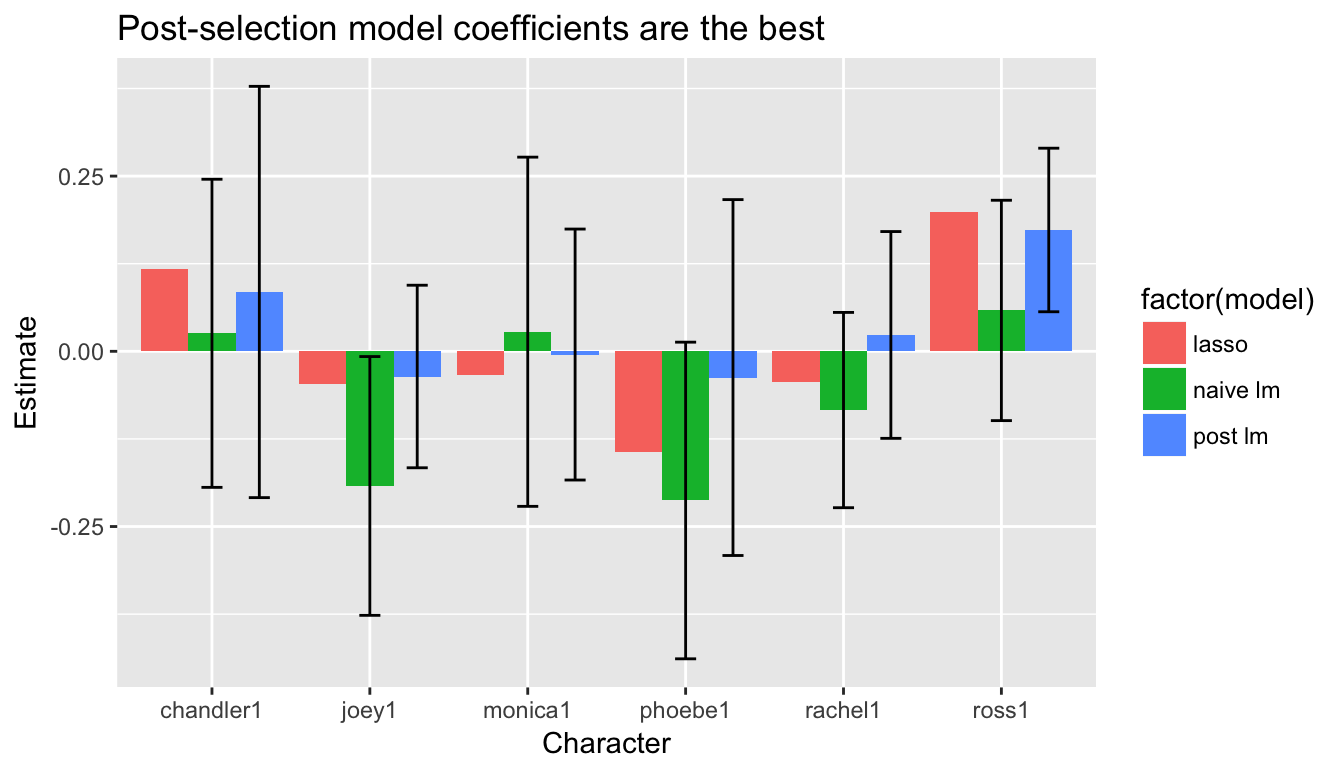 Post-selection model coefficients are the best
0.25
0.00
-0.25
Estimate
chandler1 joey1 monica1 phoebe1 rachel1 ross1
Character
factor(model)
lasso
naive lm
post lm